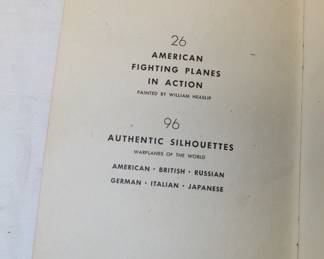 26
AMERICAN
FIGHTING PLANES
IN ACTION
PAINTED BY WILLIAM HEASLIP
96
AUTHENTIC SILHOUETTES
WARPLANES OF THE WORLD
AMERICAN · BRITISH · RUSSIAN
GERMAN · ITALIAN · JAPANESE